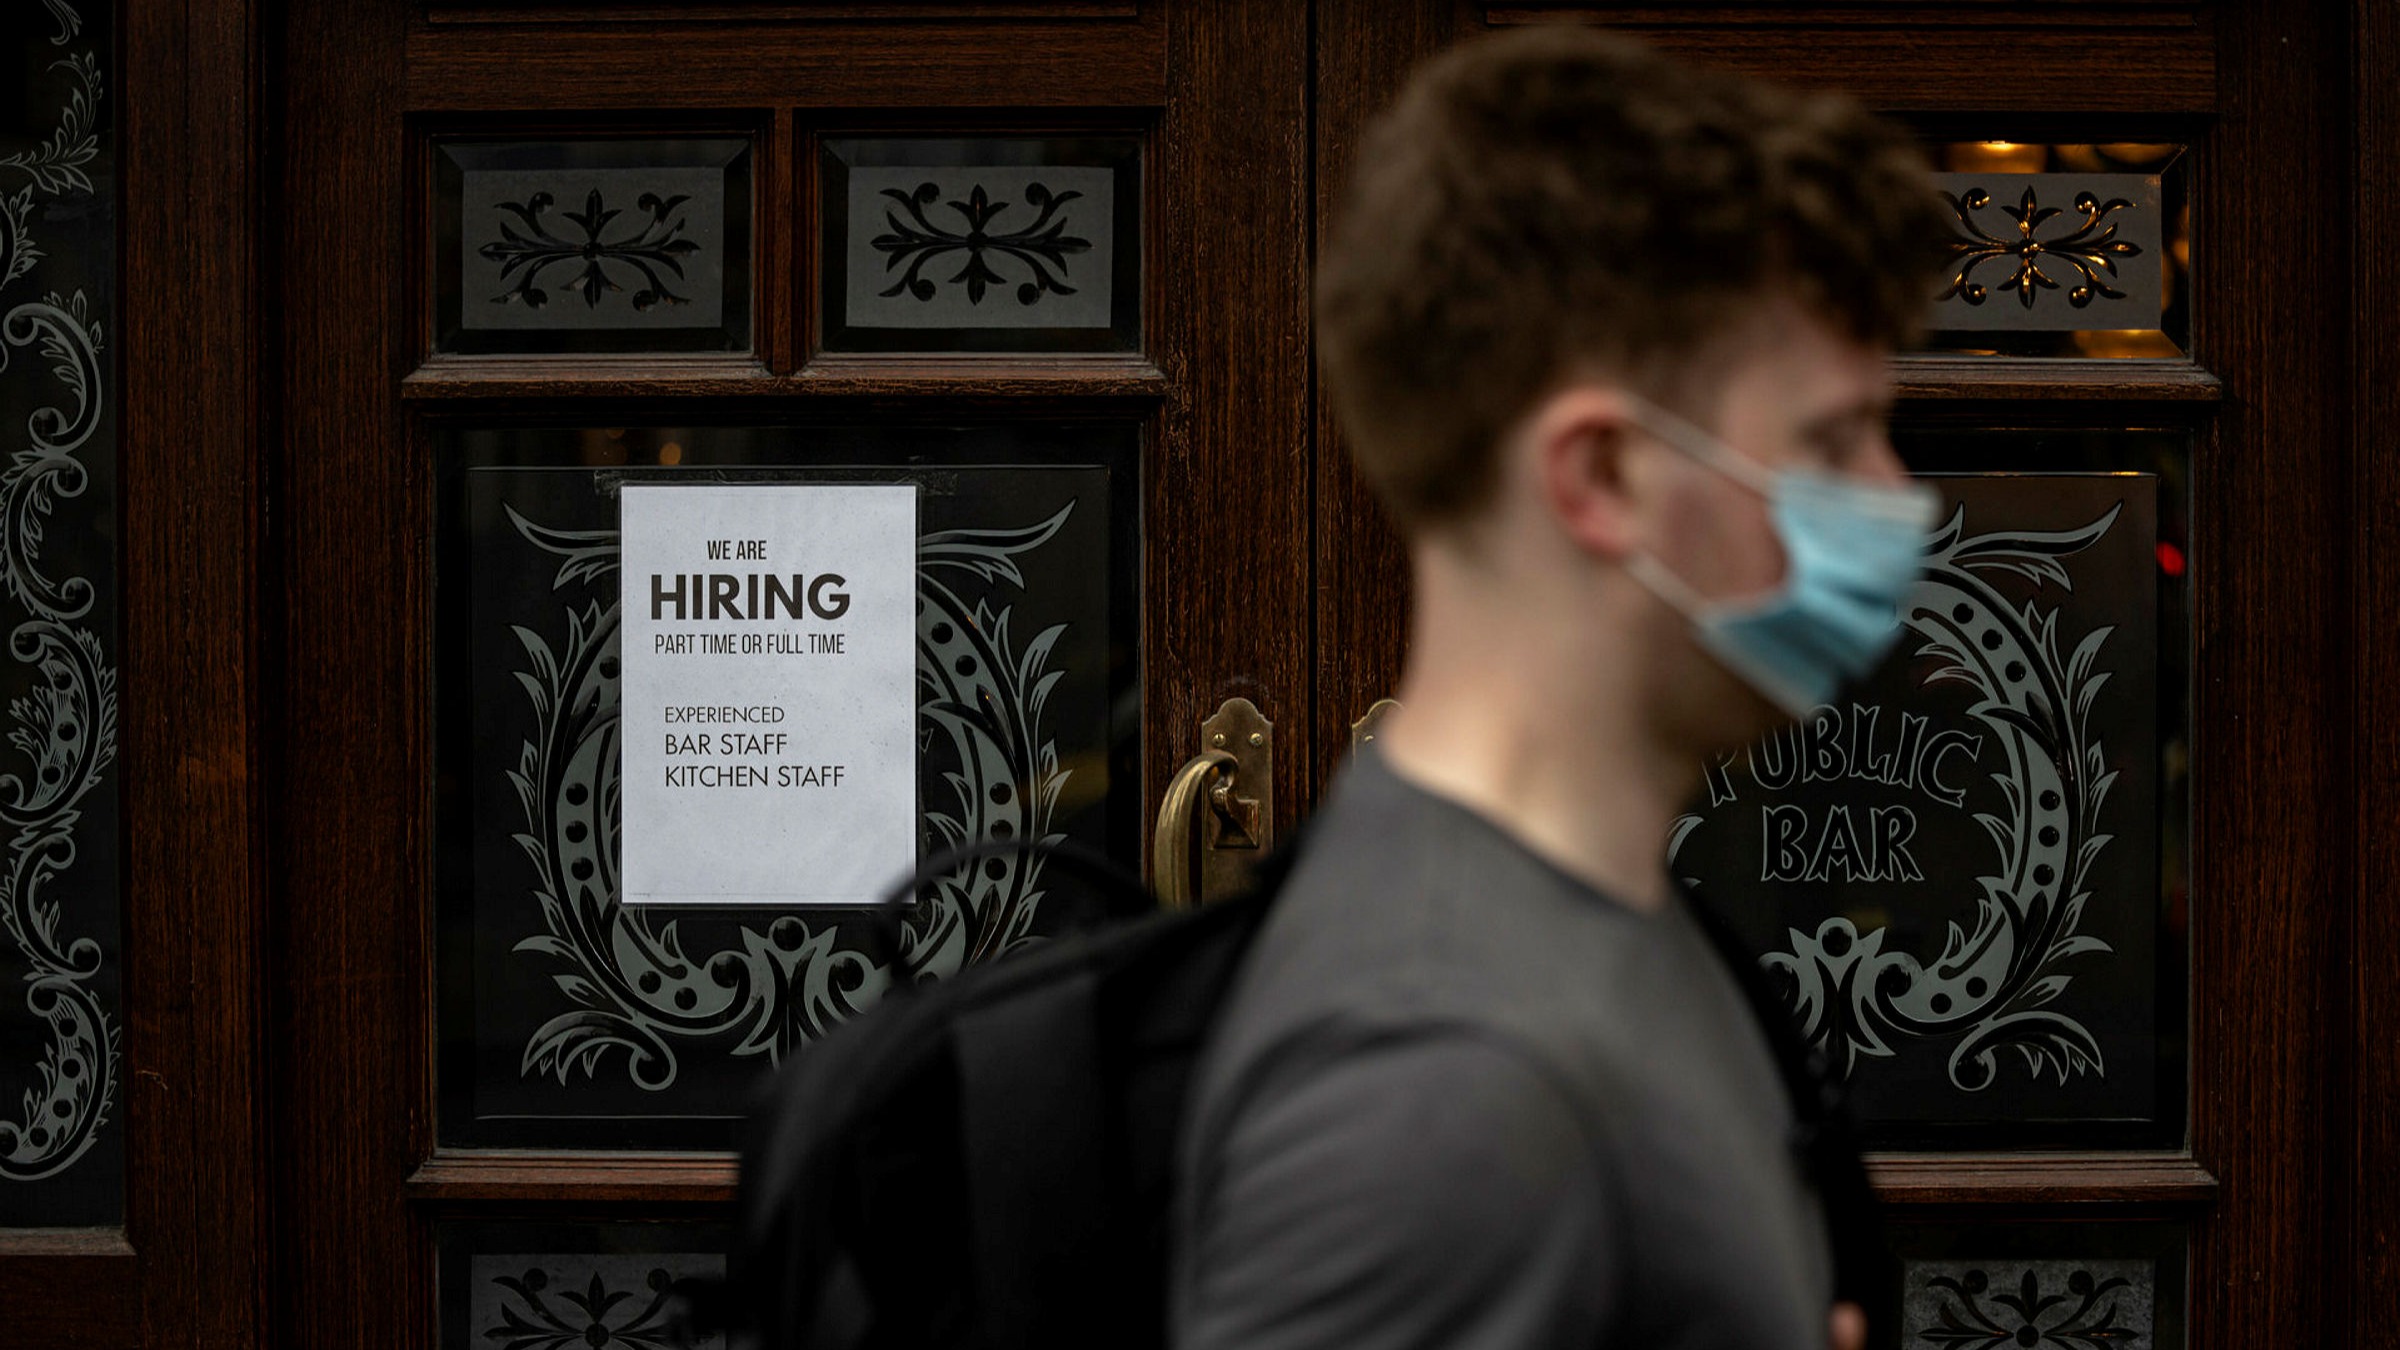 WE ARE
HIRING
PART TIME OR FULL TIME
EXPERIENCED
BAR STAFF
KITCHEN STAFF
PUBLIC
BAR